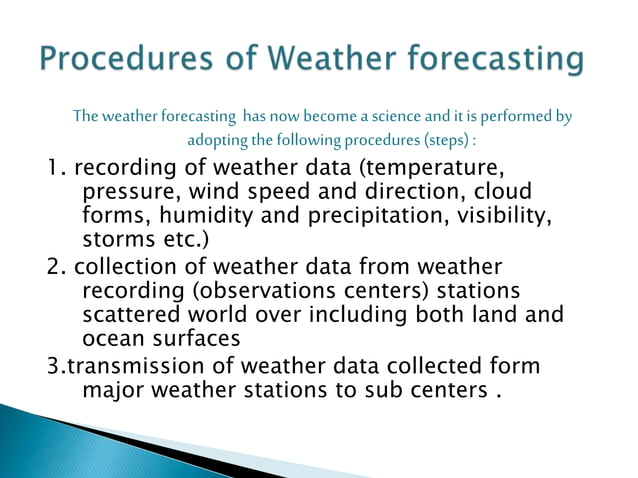 Procedures of Weather forecasting
The weather forecasting has now become a science and it is performed by
adopting the following procedures (steps) :
1. recording of weather data (temperature,
pressure, wind speed and direction, cloud
forms, humidity and precipitation, visibility,
storms etc.)
2. collection of weather data from weather
recording (observations centers) stations
scattered world over including both land and
ocean surfaces
3.transmission of weather data collected form
major weather stations to sub centers .